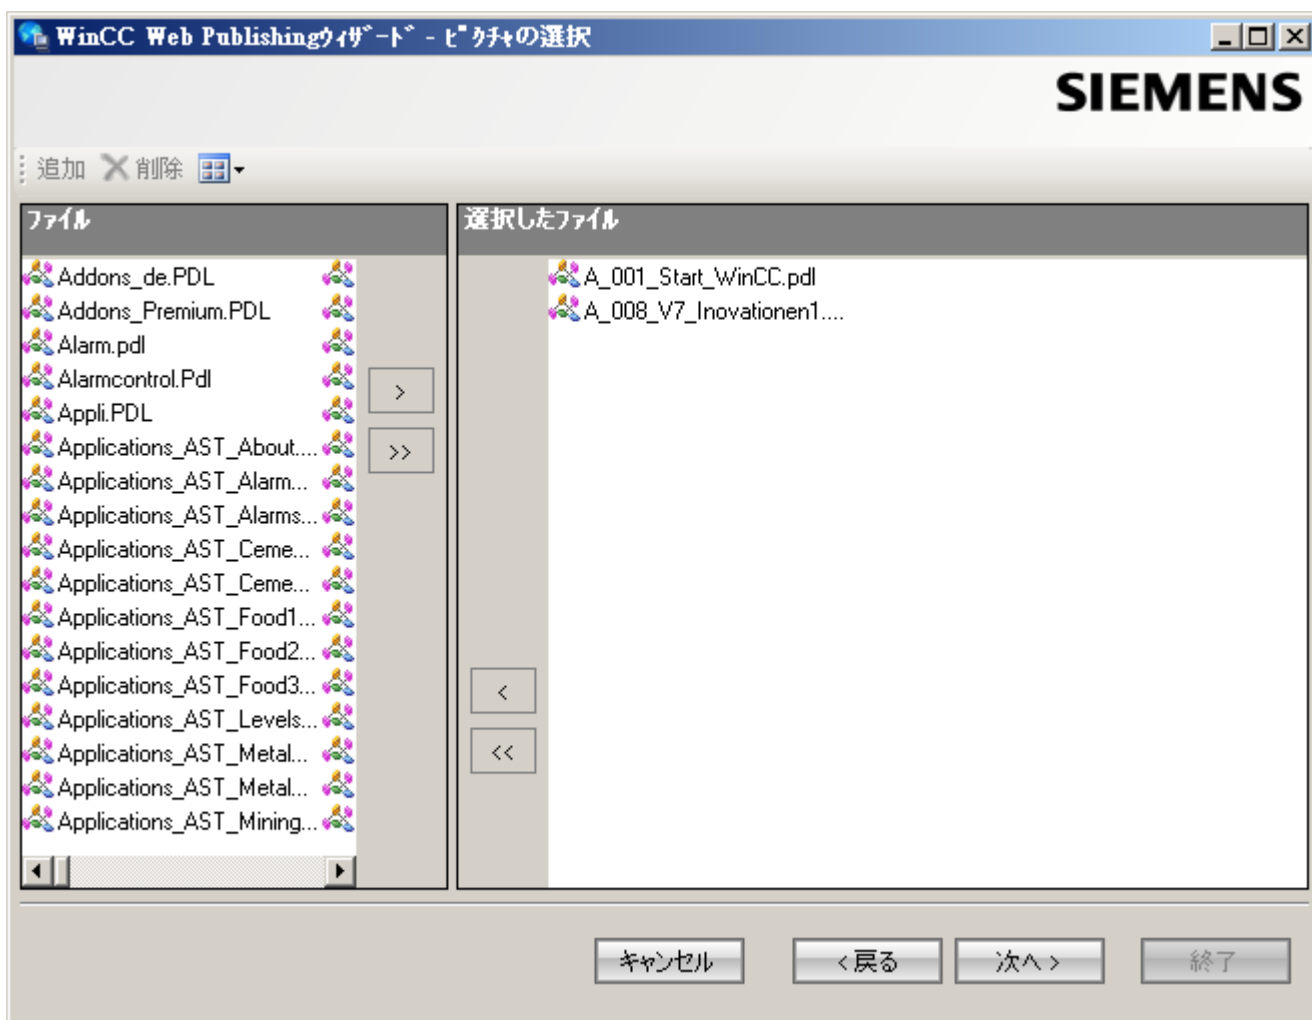 WinCC Web Publishingｳｨｻﾞｰﾄﾞ - ﾋﾟｸﾁｬの選択
SIEMENS
追加 削除
ﾌｧｲﾙ
Addons_de.PDL
Addons_Premium.PDL
Alarm.pdl
Alarmcontrol.Pdl
Appli.PDL
Applications_AST_About....
Applications_AST_Alarm...
Applications_AST_Alarms...
Applications_AST_Ceme...
Applications_AST_Ceme...
Applications_AST_Food1...
Applications_AST_Food2...
Applications_AST_Food3...
Applications_AST_Levels...
Applications_AST_Metal...
Applications_AST_Metal...
Applications_AST_Mining...
>
>>
選択したﾌｧｲﾙ
A_001_Start_WinCC.pdl
A_008_V7_Inovationen1....
<
<<
ｷｬﾝｾﾙ
<戻る
次へ>
終了